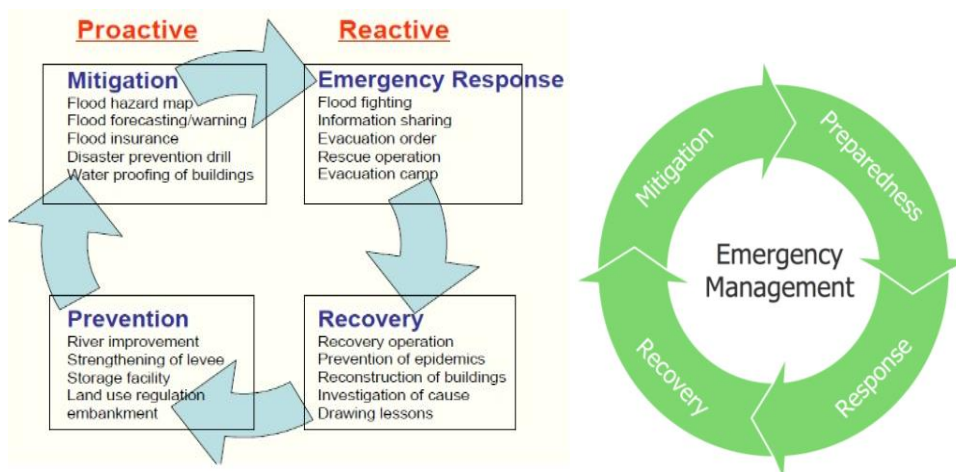 Proactive
Reactive
Mitigation
Flood hazard map
Flood forecasting/warning
Flood insurance
Disaster prevention drill
Water proofing of buildings
Emergency Response
Flood fighting
Information sharing
Evacuation order
Rescue operation
Evacuation camp
Prevention
River improvement
Strengthening of levee
Storage facility
Land use regulation
embankment
Recovery
Recovery operation
Prevention of epidemics
Reconstruction of buildings
Investigation of cause
Drawing lessons
Mitigation
Preparedness
Emergency
Management
Recovery
Response